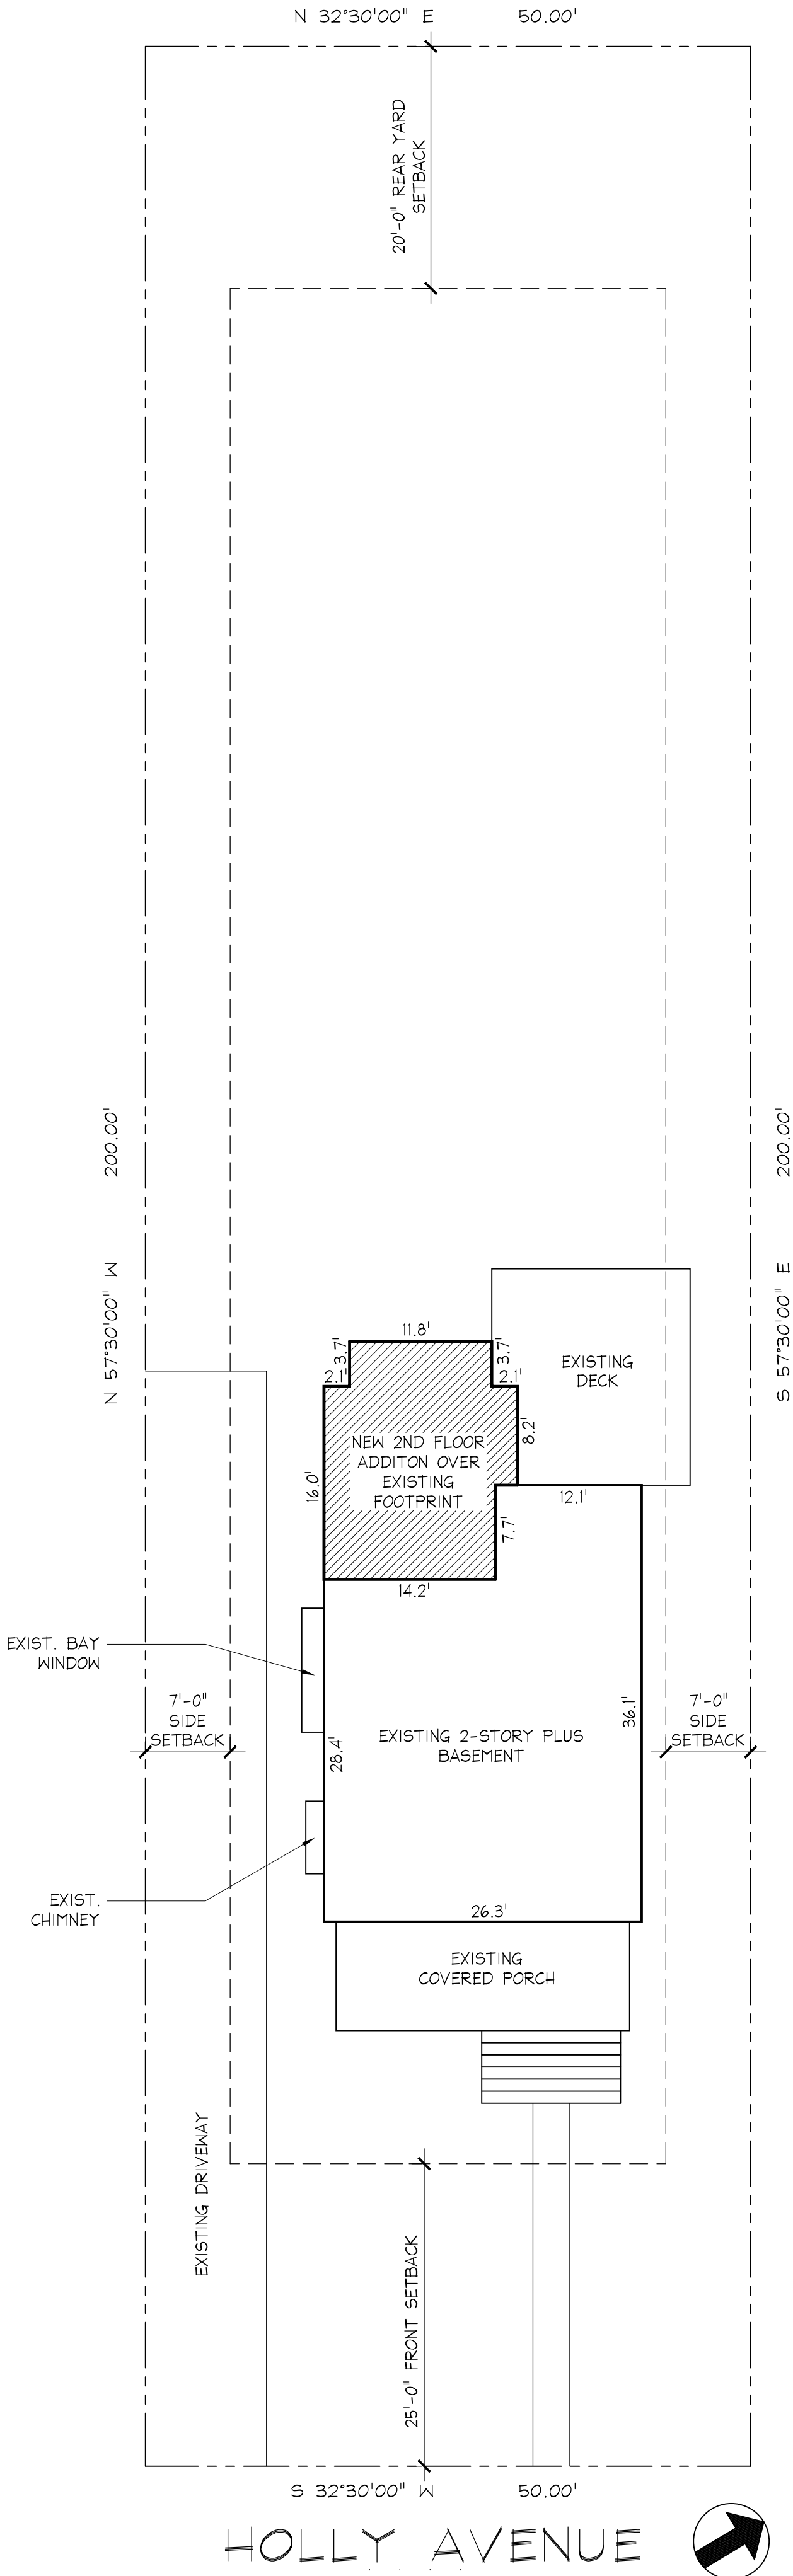 N 32°30'00" E 50.00'
20'-0" REAR YARD
SETBACK
N 57°30'00" W 200.00'
S 57°30'00" E 200.00'
11.8'
3.7'
3.7'
2.1'
2.1'
EXISTING
DECK
8.2'
NEW 2ND FLOOR
ADDITON OVER
EXISTING
FOOTPRINT
16.0'
12.1'
7.7'
14.2'
EXIST. BAY
WINDOW
7'-0"
SIDE
SETBACK
28.4'
EXISTING 2-STORY PLUS
BASEMENT
36.1'
7'-0"
SIDE
SETBACK
EXIST.
CHIMNEY
26.3'
EXISTING
COVERED PORCH
EXISTING DRIVEWAY
25'-0" FRONT SETBACK
S 32°30'00" W 50.00'
HOLLY AVENUE